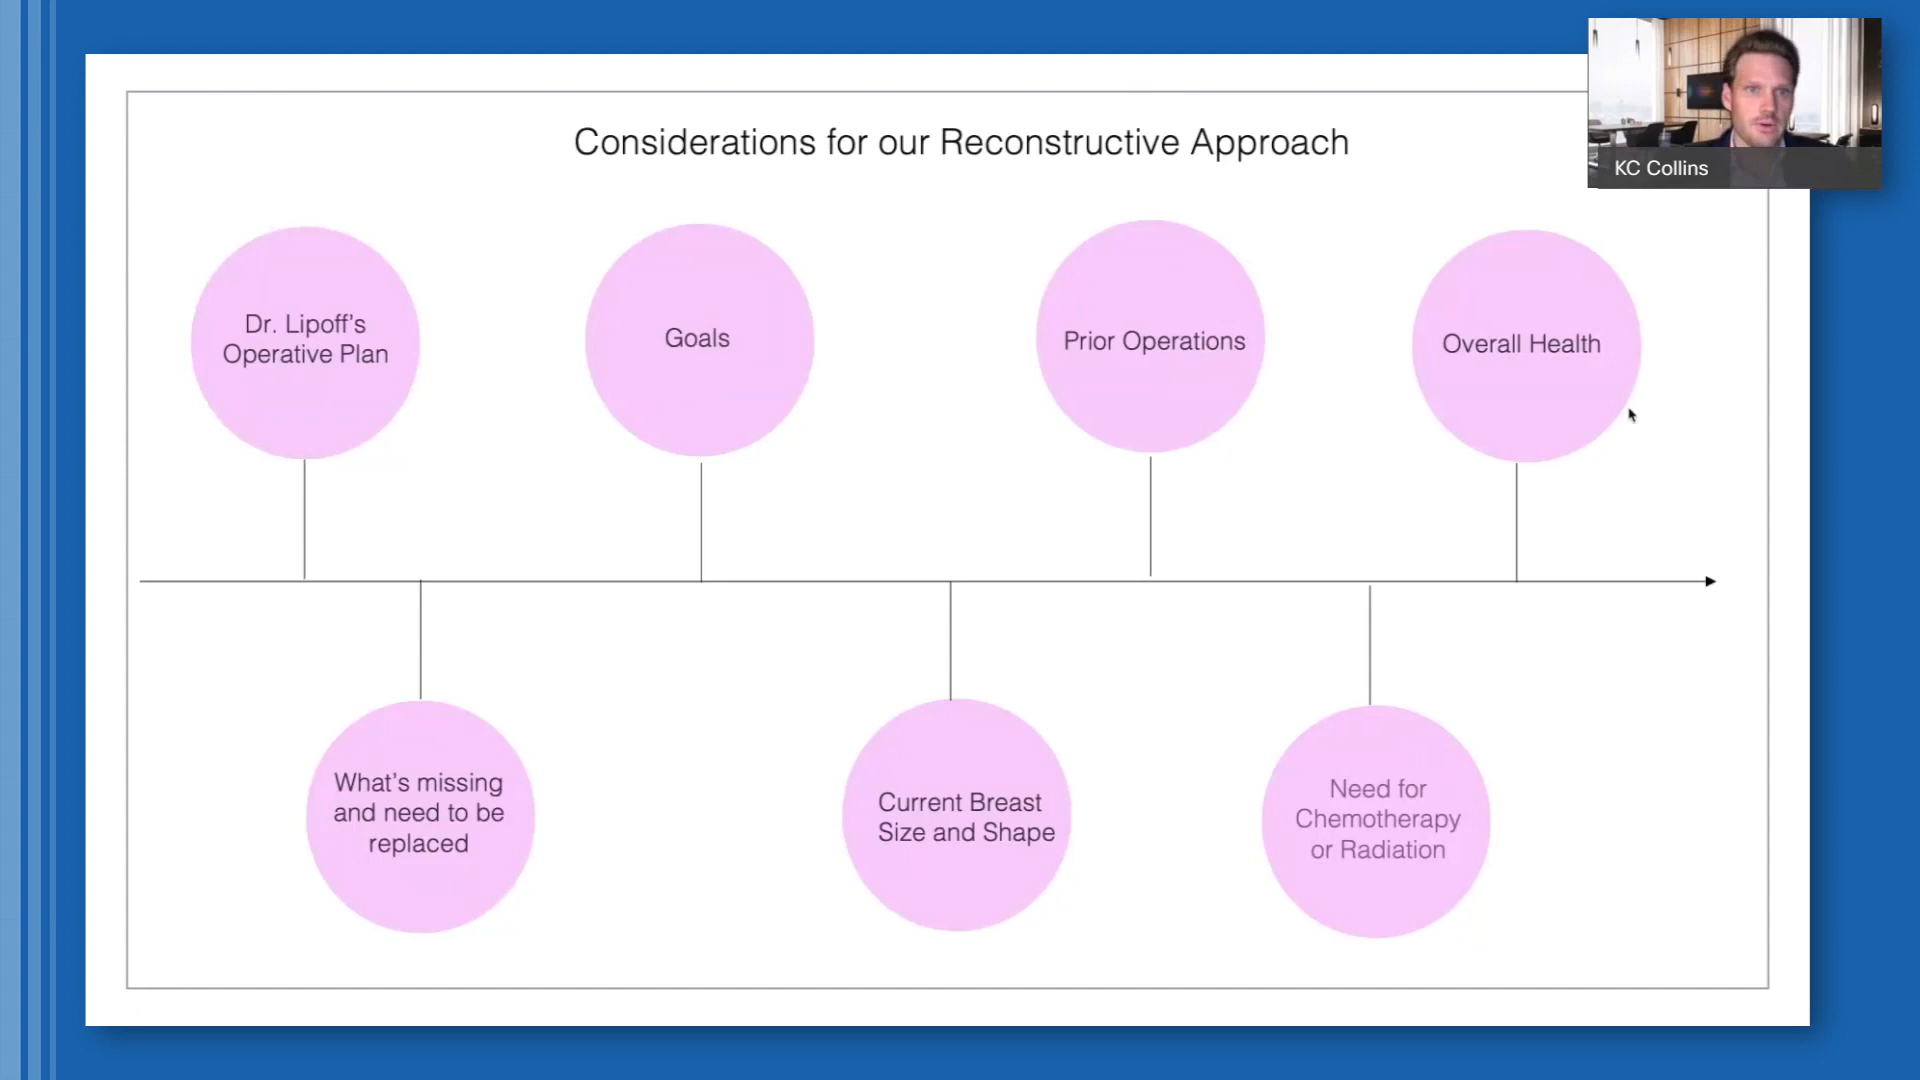 Considerations for our Reconstructive Approach
KC Collins
Dr. Lipoff's
Operative Plan
Goals
Prior Operations
Overall Health
What's missing
and need to be
replaced
Current Breast
Size and Shape
Need for
Chemotherapy
or Radiation